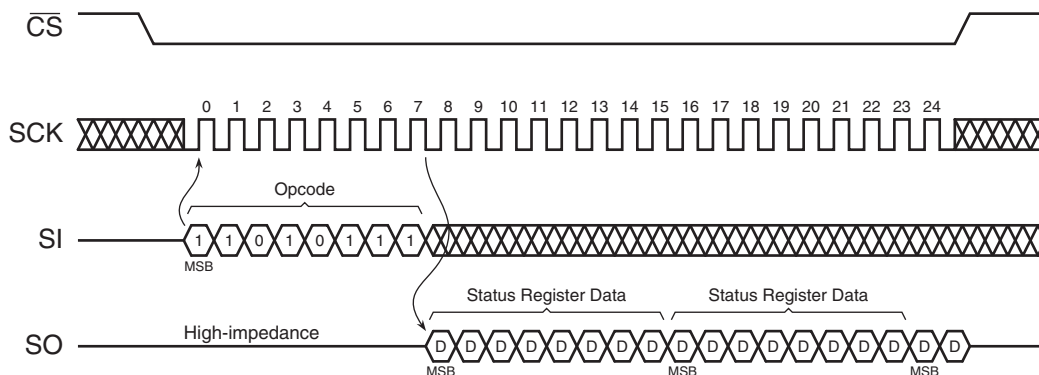 CS
0 1 2 3 4 5 6 7 8 9 10 11 12 13 14 15 16 17 18 19 20 21 22 23 24
SCK
Opcode
SI 1 1 0 1 0 1 1 1
MSB
Status Register Data Status Register Data
High-impedance
SO D D D D D D D D D D D D D D D D D D
MSB MSB MSB